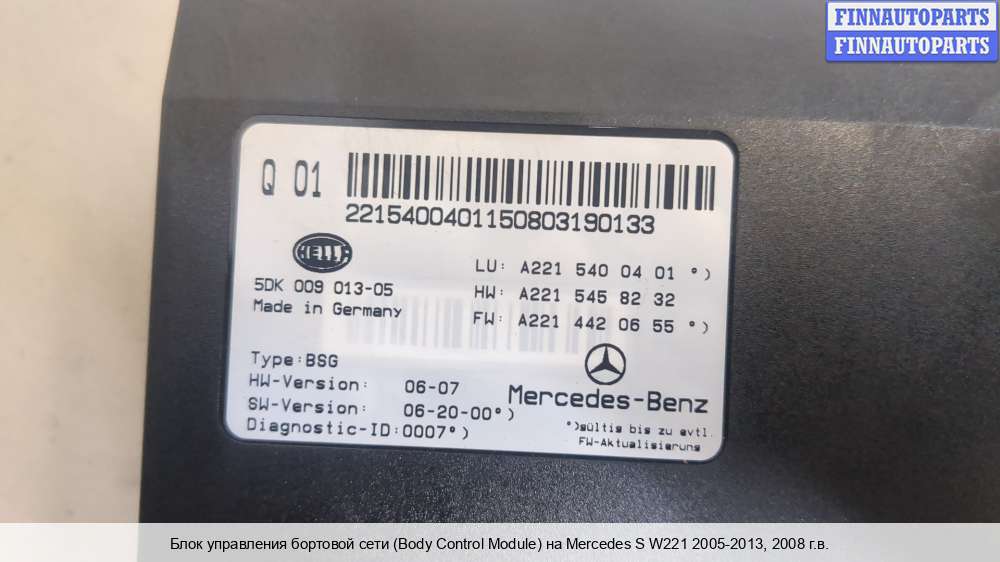 FINNAUTOPARTS
FINNAUTOPARTS
Q 01
221540040115080319013​3
HELLA
5DK 009 013-05
Made in Germany
LU: A221 540 04 01 °)
HW: A221 545 82 32
FW: A221 442 06 55 °)
Type:BSG
HW-Version: 06-07
SW-Version: 06-20-00°)
Diagnostic-ID:0007°)
Mercedes-Benz
°)gültig bis zu evtl.
FW-Aktualisierung
Блок управления бортовой сети (Body Control Module) на Mercedes S W221 2005-2013, 2008 г.в.